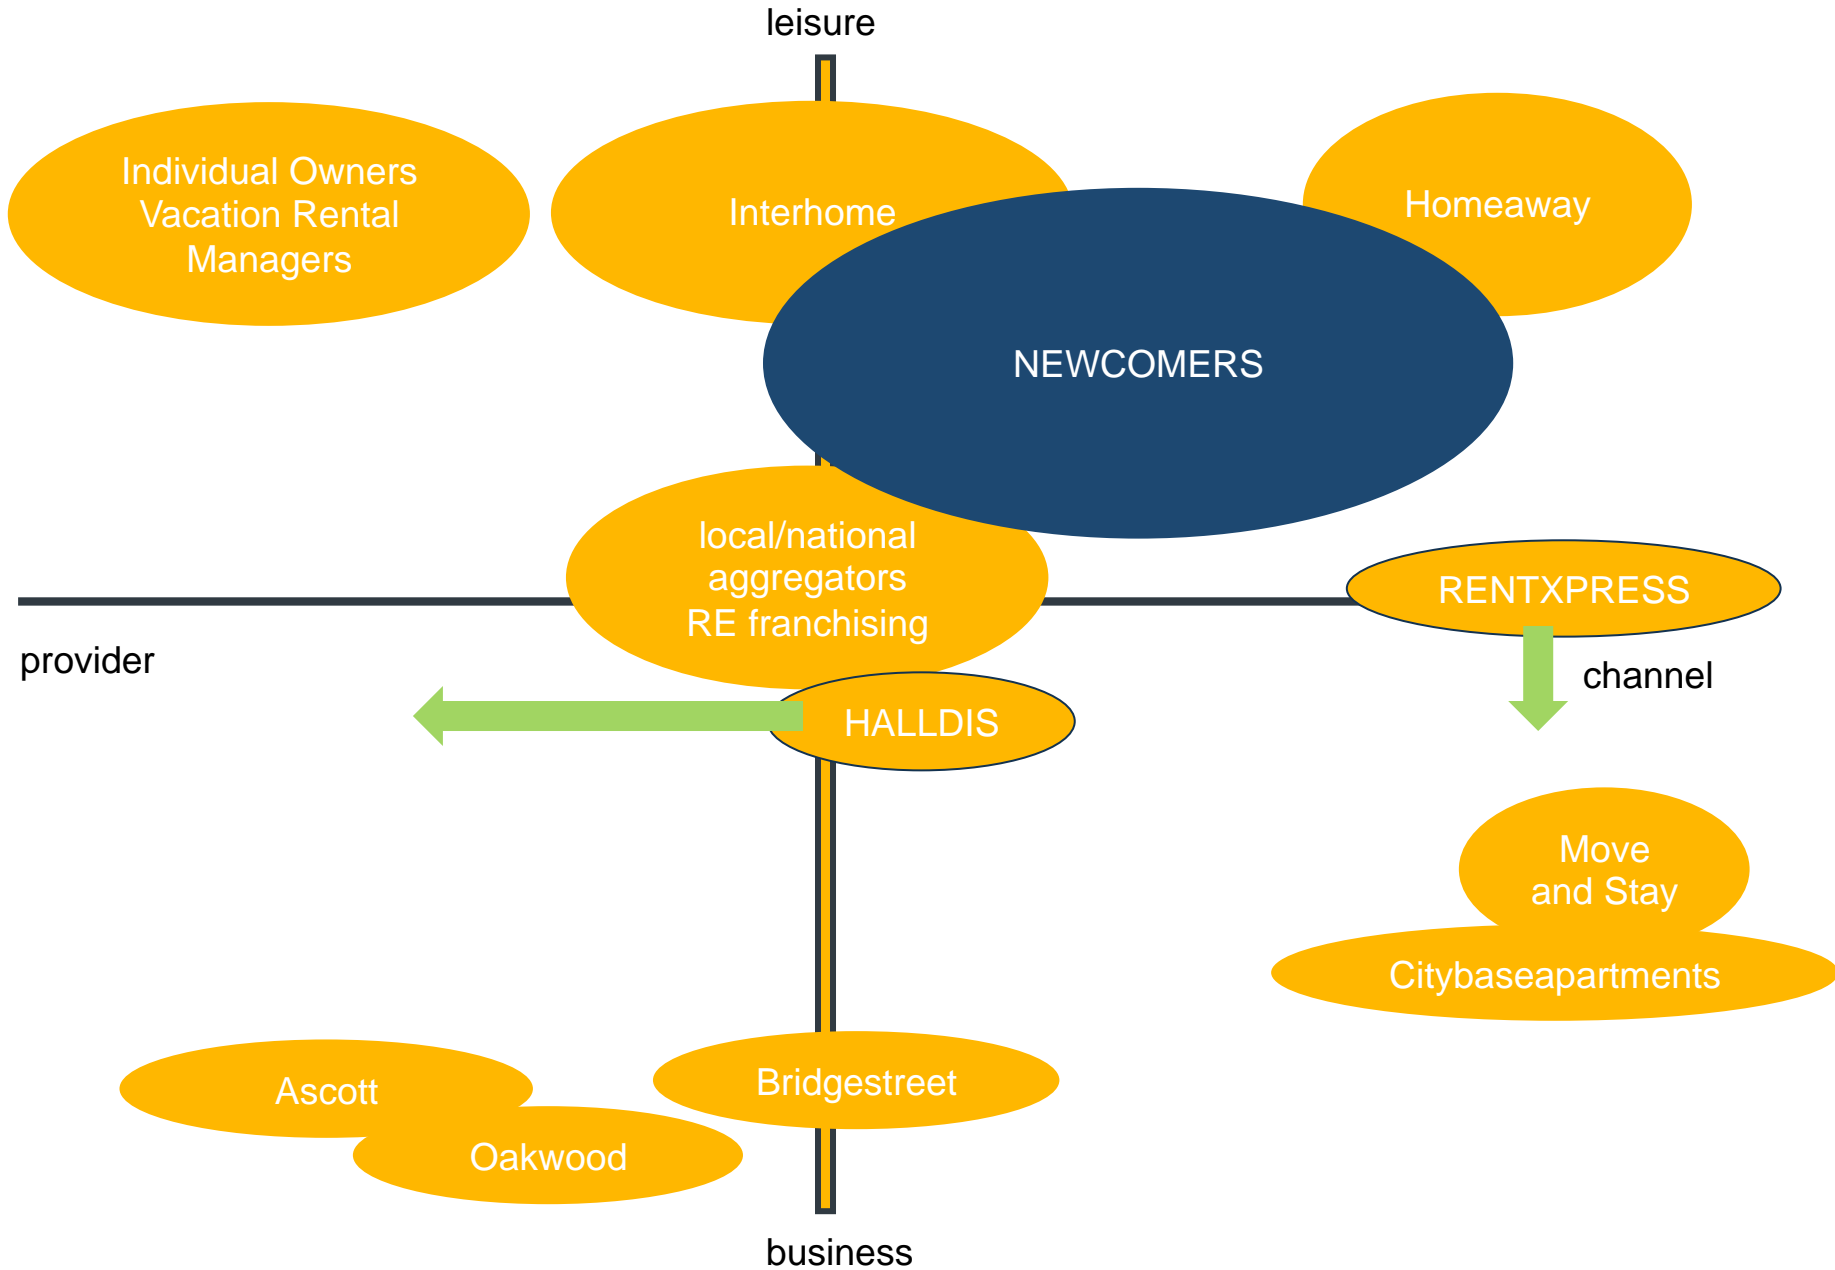 leisure
Individual Owners
Vacation Rental
Managers
Interhome
Homeaway
NEWCOMERS
local/national
aggregators
RE franchising
RENTXPRESS
provider
channel
HALLDIS
Move
and Stay
Citybaseapartments
Ascott
Bridgestreet
Oakwood
business